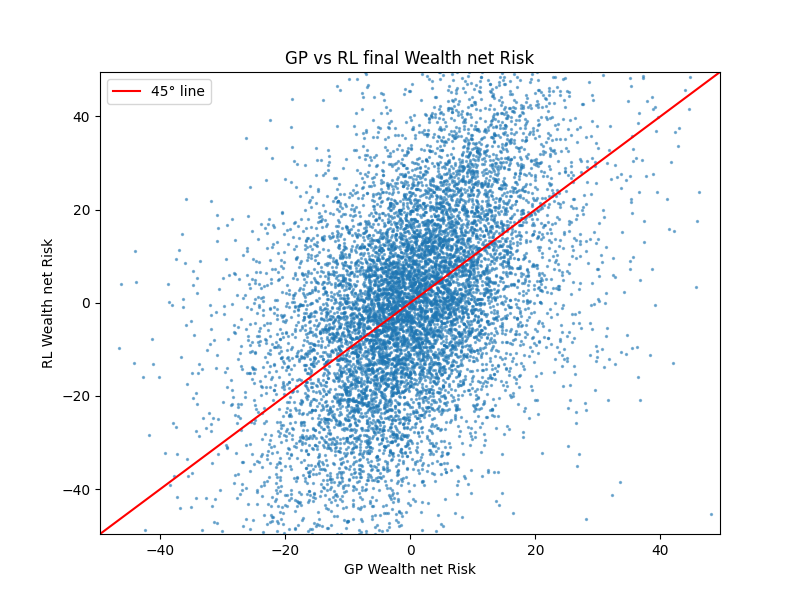 GP vs RL final Wealth net Risk
45° line
RL Wealth net Risk
40
20
0
−20
−40
−40
−20
0
20
40
GP Wealth net Risk